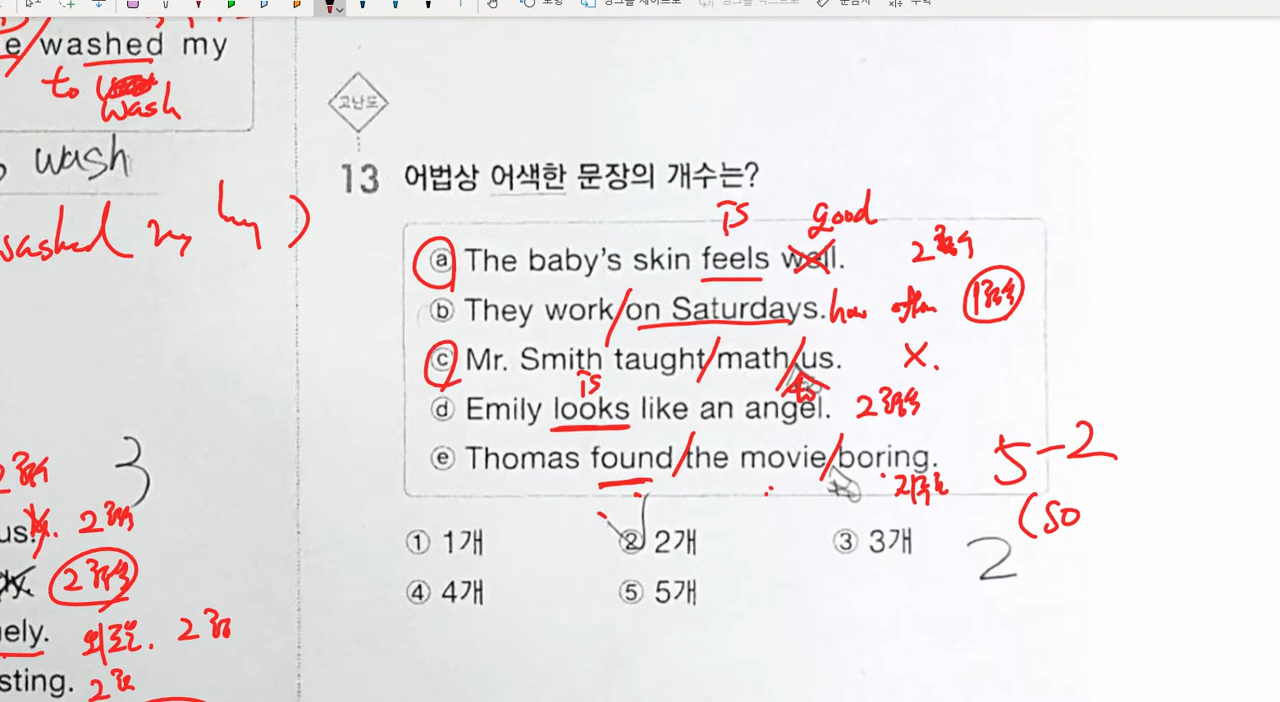 e washed my
to wash
wash
washed my
고난도
13 어법상 어색한 문장의 개수는?
is good
ⓐ The baby's skin feels well. 2형식
ⓑ They work/on Saturdays. how often 1형식
ⓒ Mr. Smith taught/math/us. X.
is to
ⓓ Emily looks like an angel. 2형식
ⓔ Thomas found/the movie/boring.
5-2
(so
① 1개 ② 2개 ③ 3개
2
④ 4개 ⑤ 5개
3
2형식
us. 2형식
2형식
ely. 외로운. 2형
sting. 2형